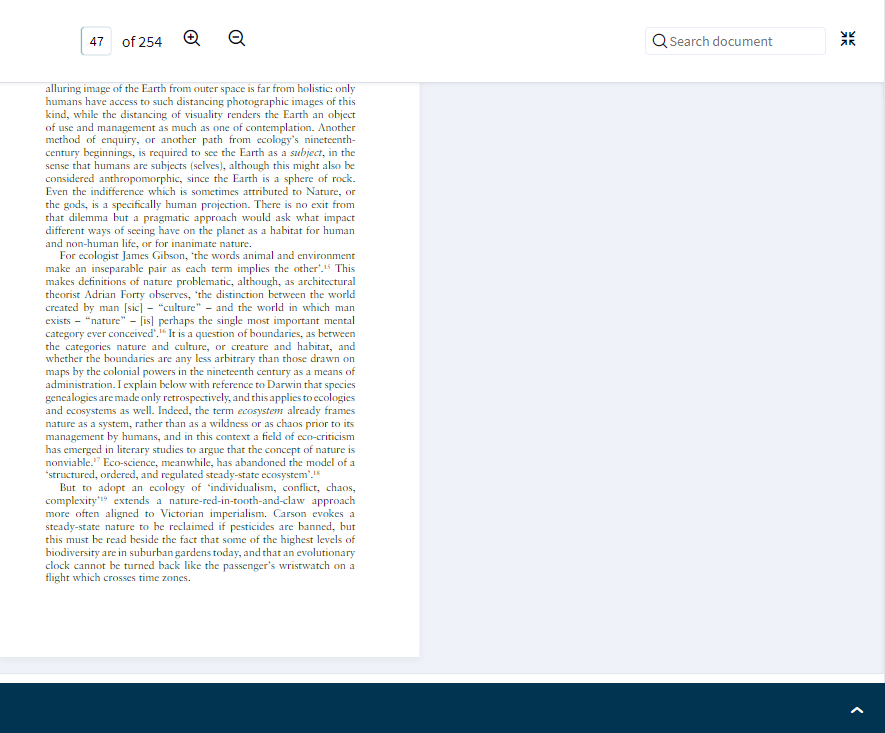 47 of 254
Search document
alluring image of the Earth from outer space is far from holistic: only
humans have access to such distancing photographic images of this
kind, while the distancing of visuality renders the Earth an object
of use and management as much as one of contemplation. Another
method of enquiry, or another path from ecology's nineteenth-
century beginnings, is required to see the Earth as a subject, in the
sense that humans are subjects (selves), although this might also be
considered anthropomorphic, since the Earth is a sphere of rock.
Even the indifference which is sometimes attributed to Nature, or
the gods, is a specifically human projection. There is no exit from
that dilemma but a pragmatic approach would ask what impact
different ways of seeing have on the planet as a habitat for human
and non-human life, or for inanimate nature.
For ecologist James Gibson, 'the words animal and environment
make an inseparable pair as each term implies the other'.15 This
makes definitions of nature problematic, although, as architectural
theorist Adrian Forty observes, 'the distinction between the world
created by man [sic] – “culture” – and the world in which man
exists – “nature” – [is] perhaps the single most important mental
category ever conceived'.16 It is a question of boundaries, as between
the categories nature and culture, or creature and habitat, and
whether the boundaries are any less arbitrary than those drawn on
maps by the colonial powers in the nineteenth century as a means of
administration. I explain below with reference to Darwin that species
genealogies are made only retrospectively, and this applies to ecologies
and ecosystems as well. Indeed, the term ecosystem already frames
nature as a system, rather than as a wildness or as chaos prior to its
management by humans, and in this context a field of eco-criticism
has emerged in literary studies to argue that the concept of nature is
nonviable.17 Eco-science, meanwhile, has abandoned the model of a
'structured, ordered, and regulated steady-state ecosystem'.18
But to adopt an ecology of 'individualism, conflict, chaos,
complexity'19 extends a nature-red-in-tooth-and-claw approach
more often aligned to Victorian imperialism. Carson evokes a
steady-state nature to be reclaimed if pesticides are banned, but
this must be read beside the fact that some of the highest levels of
biodiversity are in suburban gardens today, and that an evolutionary
clock cannot be turned back like the passenger's wristwatch on a
flight which crosses time zones.